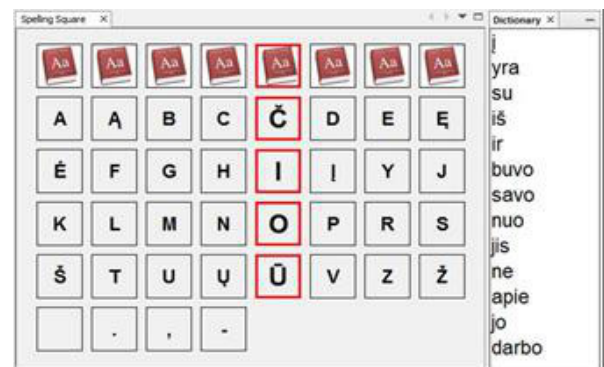 Spelling Square × Dictionary ×
Aa Aa Aa Aa Aa Aa Aa Aa
A Ą B C Č D E Ę
Ė F G H I Į Y J
K L M N O P R S
Š T U Ų Ū V Z Ž
. , -
į
yra
su
iš
ir
buvo
savo
nuo
jis
ne
apie
jo
darbo